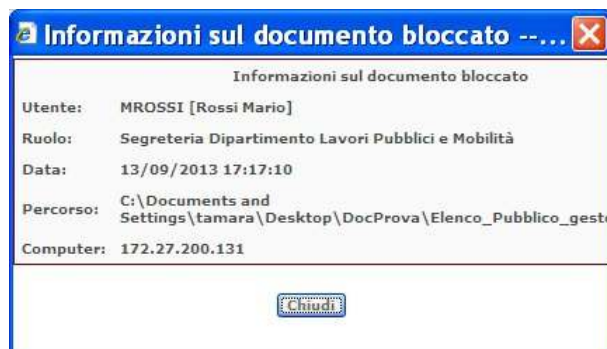 Informazioni sul documento bloccato --...
Informazioni sul documento bloccato
Utente: MROSSI [Rossi Mario]
Ruolo: Segreteria Dipartimento Lavori Pubblici e Mobilità
Data: 13/09/2013 17:17:10
Percorso: C:\Documents and
Settings\tamara\Desktop\DocProva\Elenco_Pubblico_gest
Computer: 172.27.200.131
Chiudi